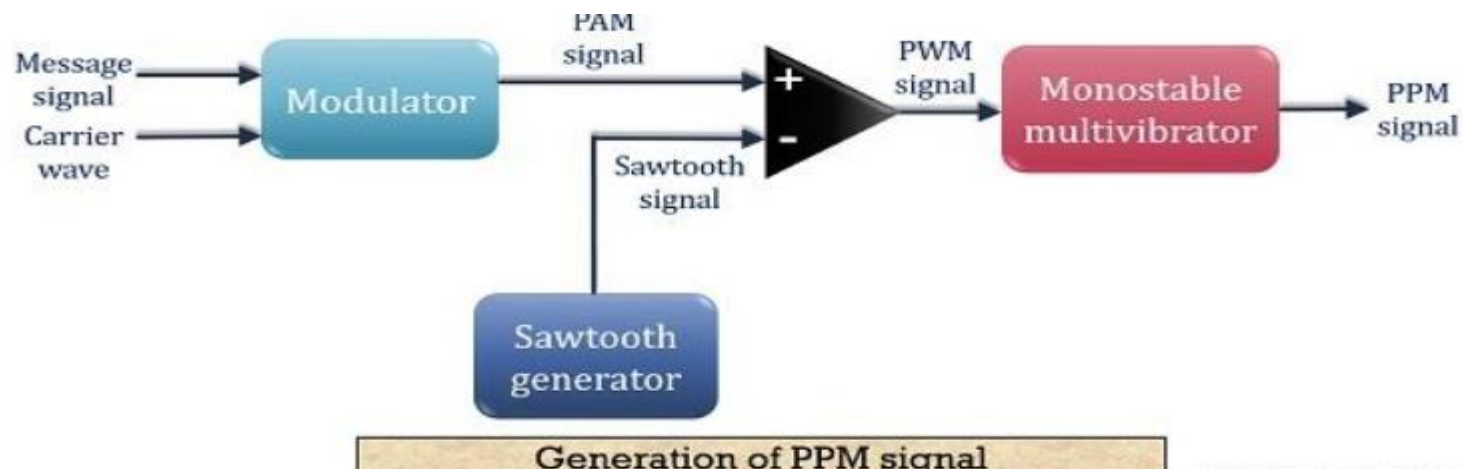 Message
signal
Carrier
wave
Modulator
PAM
signal
+
-
Sawtooth
signal
Sawtooth
generator
PWM
signal
Monostable
multivibrator
PPM
signal
Generation of PPM signal